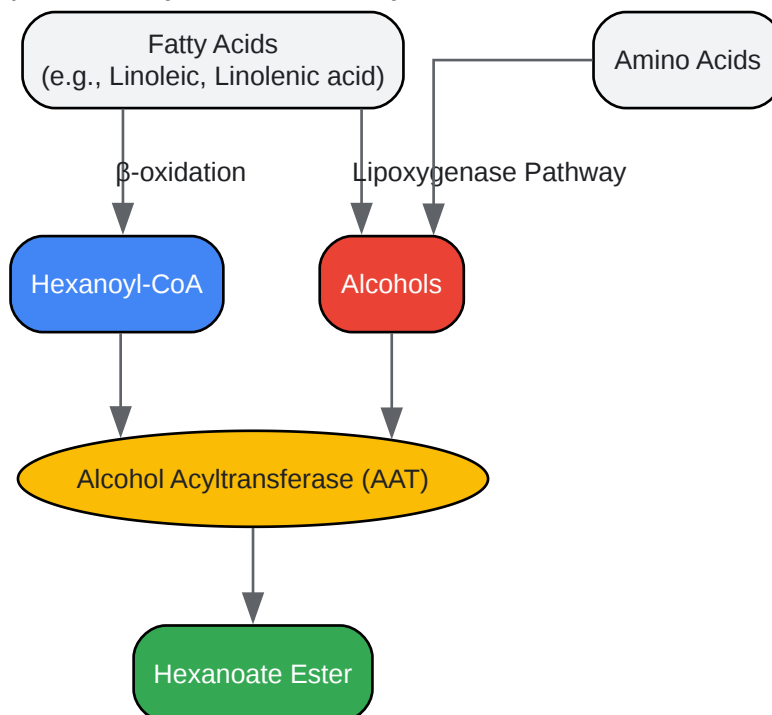 Fatty Acids
(e.g., Linoleic, Linolenic acid)
Amino Acids
β-oxidation
Lipoxygenase Pathway
Hexanoyl-CoA
Alcohols
Alcohol Acyltransferase (AAT)
Hexanoate Ester